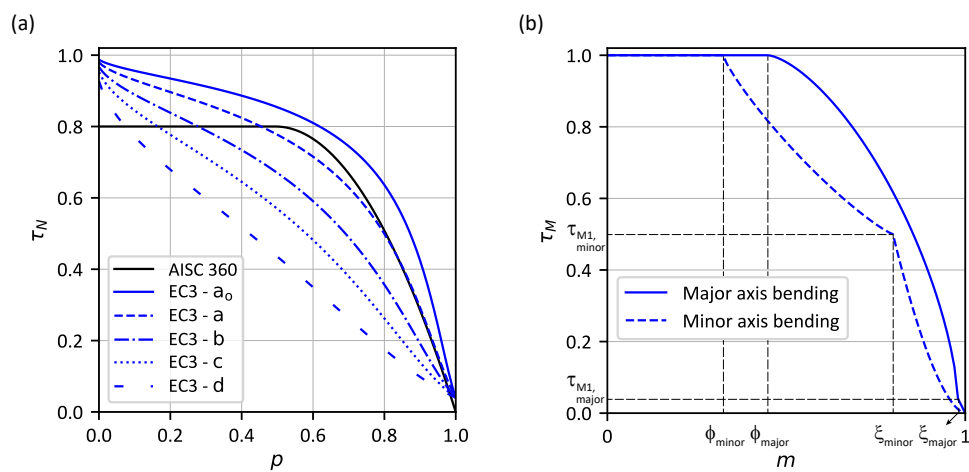 (a)
1.0
0.8
0.6
0.4
0.2
0.0
τN
0.0 0.2 0.4 0.6 0.8 1.0
p
AISC 360
EC3 - ao
EC3 - a
EC3 - b
EC3 - c
EC3 - d
(b)
1.0
0.8
0.6
τM1,
minor
0.4
0.2
τM1,
major
0.0
τM
Major axis bending
Minor axis bending
0 ϕminor ϕmajor ξminor ξmajor 1
m